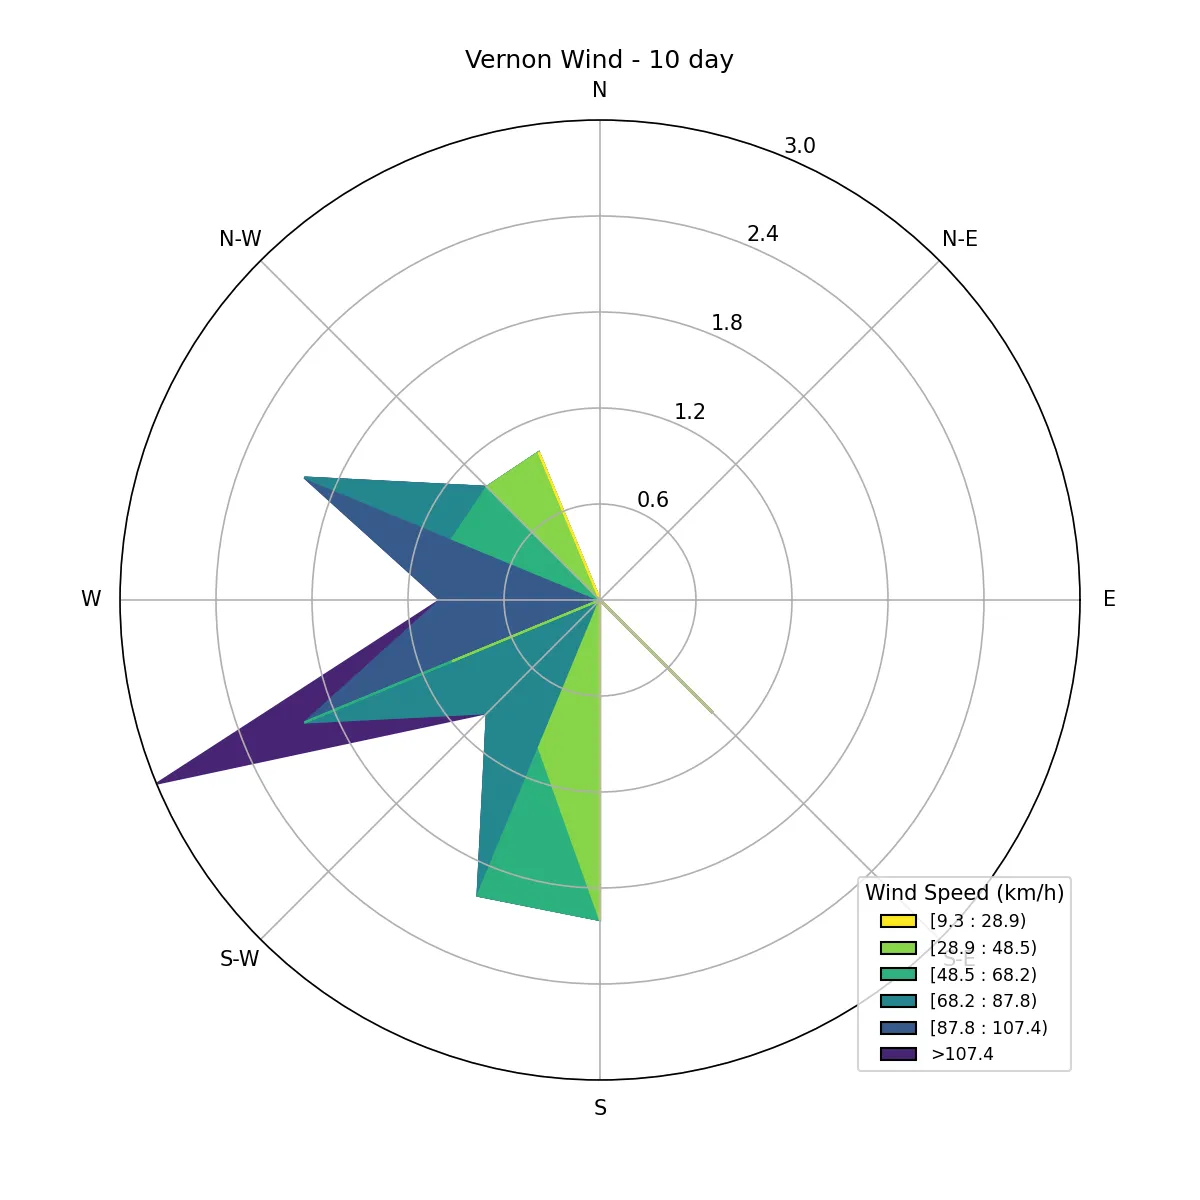 Vernon Wind - 10 day
N
3.0
N-W
N-E
2.4
1.8
1.2
0.6
W
E
S-W
S-E
S
Wind Speed (km/h)
[9.3 : 28.9)
[28.9 : 48.5)
[48.5 : 68.2)
[68.2 : 87.8)
[87.8 : 107.4)
>107.4